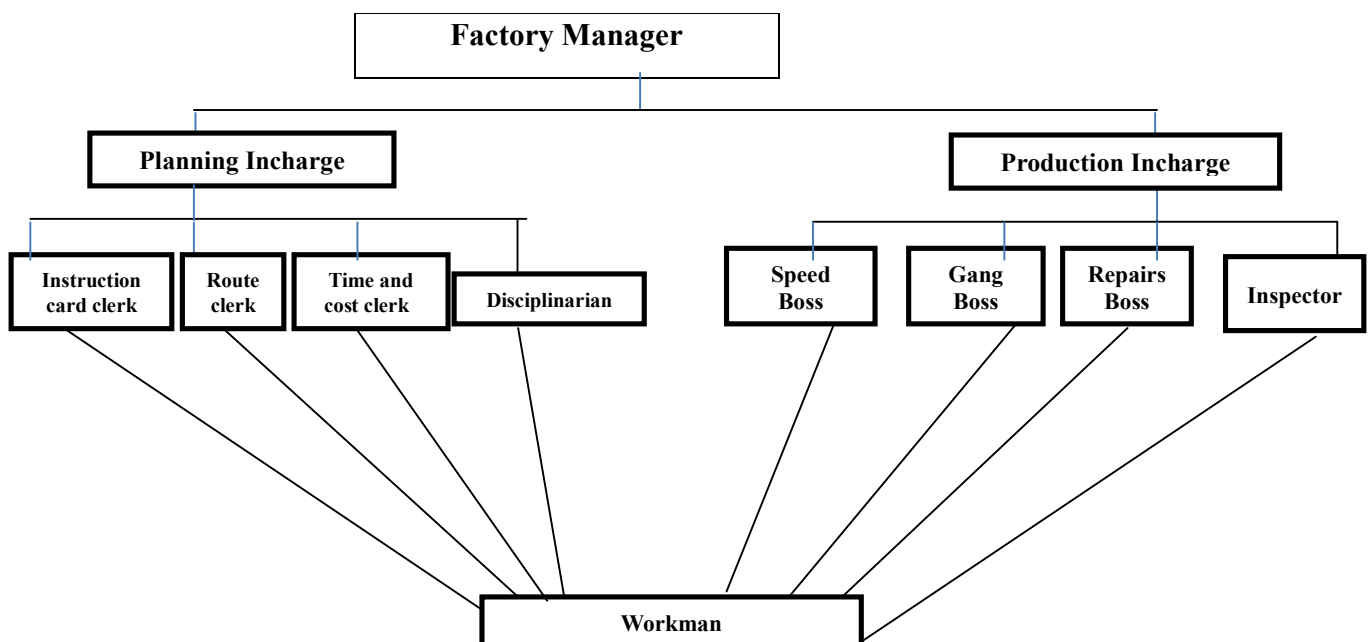 Factory Manager
Planning Incharge
Production Incharge
Instruction
card clerk
Route
clerk
Time and
cost clerk
Disciplinarian
Speed
Boss
Gang
Boss
Repairs
Boss
Inspector
Workman